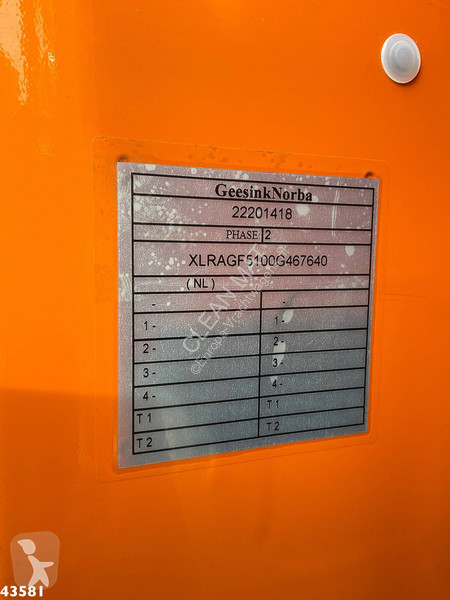 GeesinkNorba
22201418
PHASE: 2
XLRAGF5100G467640
( NL )
- -
1 - 1 -
2 - 2 -
3 - 3 -
4 - 4 -
T 1 T 1
T 2 T 2
CLEAN MAT
43581